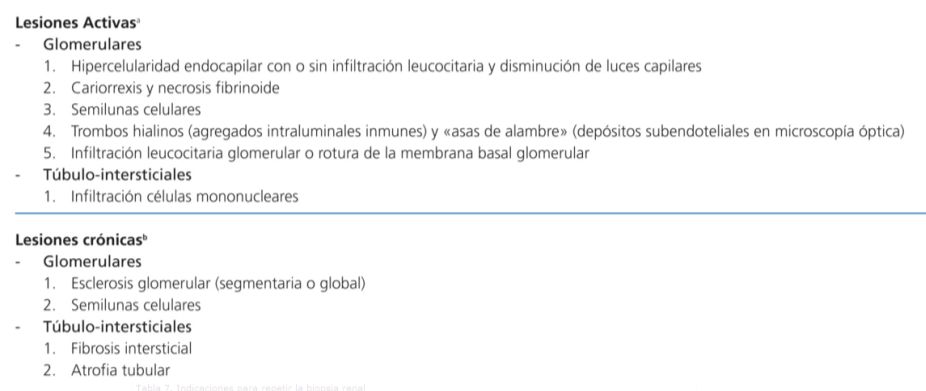 Lesiones Activasᵃ
- Glomerulares
1. Hipercelularidad endocapilar con o sin infiltración leucocitaria y disminución de luces capilares
2. Cariorrexis y necrosis fibrinoide
3. Semilunas celulares
4. Trombos hialinos (agregados intraluminales inmunes) y «asas de alambre» (depósitos subendoteliales en microscopía óptica)
5. Infiltración leucocitaria glomerular o rotura de la membrana basal glomerular
- Túbulo-intersticiales
1. Infiltración células mononucleares
Lesiones crónicasᵇ
- Glomerulares
1. Esclerosis glomerular (segmentaria o global)
2. Semilunas celulares
- Túbulo-intersticiales
1. Fibrosis intersticial
2. Atrofia tubular
Tabla 7. Indicaciones para repetir la biopsia renal